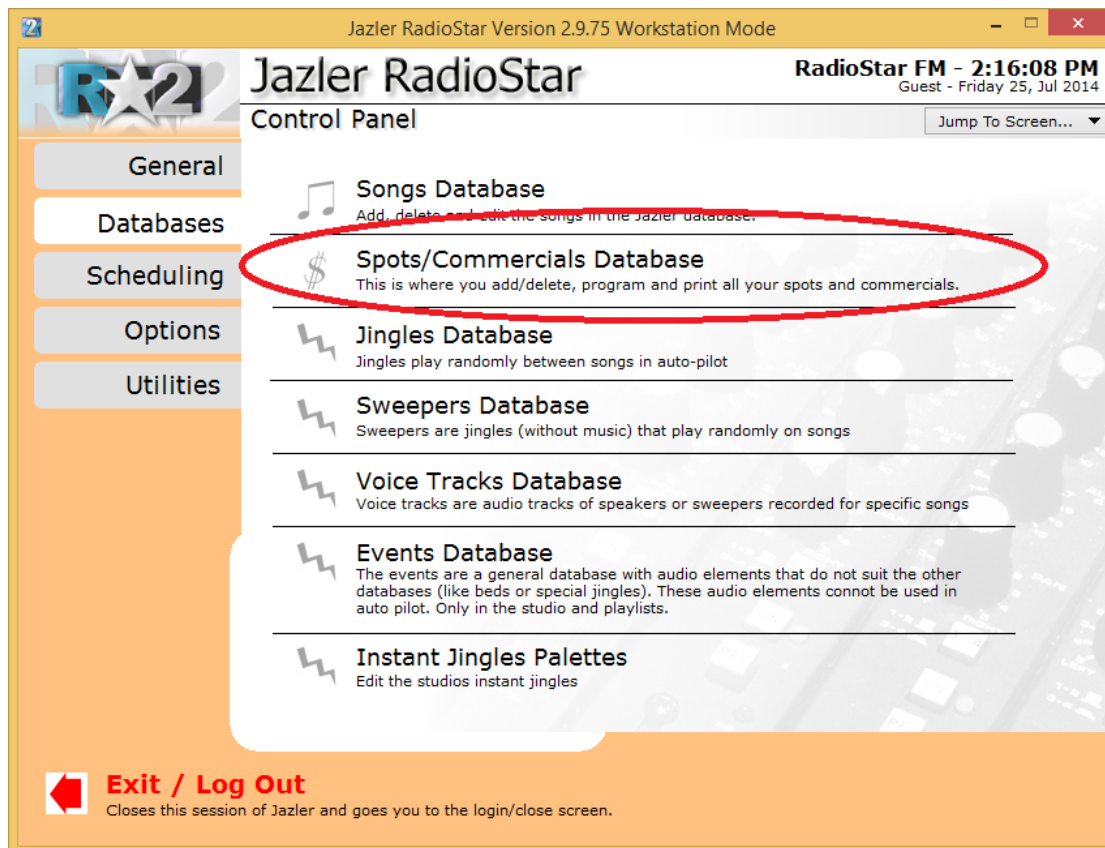 2
Jazler RadioStar Version 2.9.75 Workstation Mode
R★2
Jazler RadioStar
RadioStar FM - 2:16:08 PM
Guest - Friday 25, Jul 2014
Control Panel
Jump To Screen...
General
Databases
Scheduling
Options
Utilities
Songs Database
Add, delete and edit the songs in the Jazler database.
Spots/Commercials Database
This is where you add/delete, program and print all your spots and commercials.
Jingles Database
Jingles play randomly between songs in auto-pilot
Sweepers Database
Sweepers are jingles (without music) that play randomly on songs
Voice Tracks Database
Voice tracks are audio tracks of speakers or sweepers recorded for specific songs
Events Database
The events are a general database with audio elements that do not suit the other
databases (like beds or special jingles). These audio elements connot be used in
auto pilot. Only in the studio and playlists.
Instant Jingles Palettes
Edit the studios instant jingles
Exit / Log Out
Closes this session of Jazler and goes you to the login/close screen.